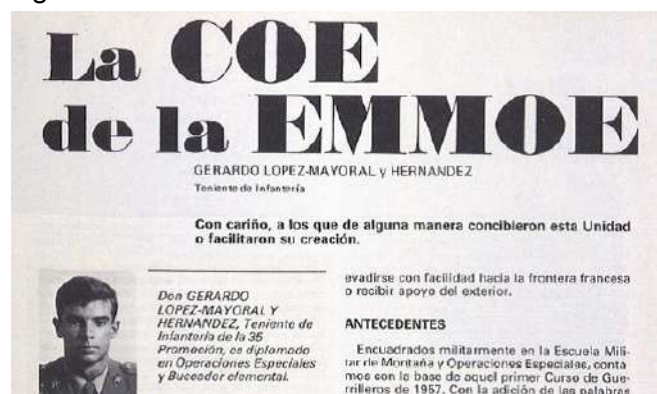 La COE
de la EMMOE
GERARDO LOPEZ-MAYORAL y HERNANDEZ
Teniente de Infantería
Con cariño, a los que de alguna manera concibieron esta Unidad
o facilitaron su creación.
Don GERARDO
LOPEZ-MAYORAL Y
HERNANDEZ, Teniente de
Infantería de la 35
Promoción, es diplomado
en Operaciones Especiales
y Buceador elemental.
evadirse con facilidad hacia la frontera francesa
o recibir apoyo del exterior.
ANTECEDENTES
Encuadrados militarmente en la Escuela Mili-
tar de Montaña y Operaciones Especiales, conta
mos con la base de aquel primer Curso de Gue-
rrilleros de 1957. Con la adición de las palabras